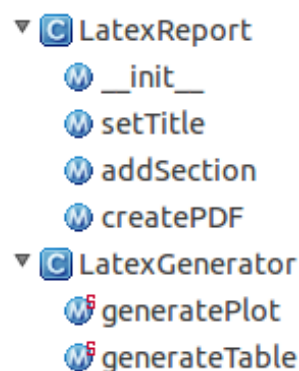 C LatexReport
M __init__
M setTitle
M addSection
M createPDF
C LatexGenerator
M S generatePlot
M S generateTable